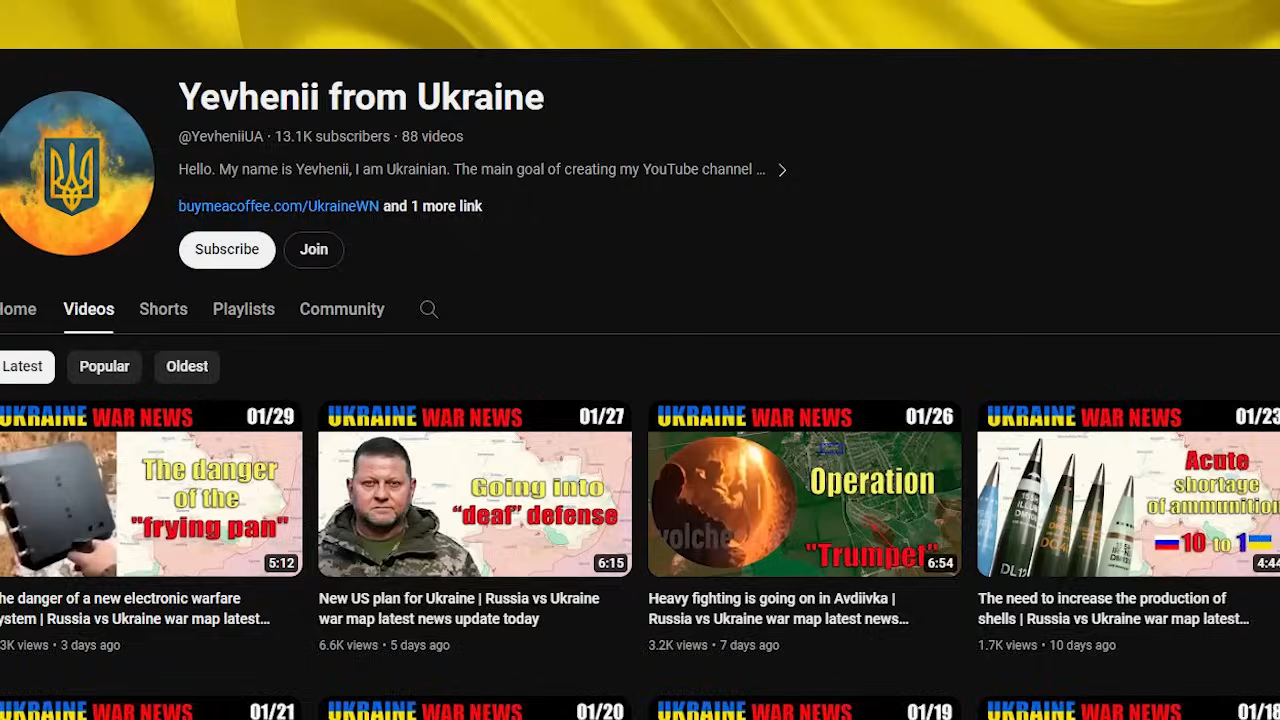 Yevhenii from Ukraine
@YevheniiUA · 13.1K subscribers · 88 videos
Hello. My name is Yevhenii, I am Ukrainian. The main goal of creating my YouTube channel ...
buymeacoffee.com/UkraineWN and 1 more link
Subscribe Join
Home Videos Shorts Playlists Community
Latest Popular Oldest
UKRAINE WAR NEWS 01/29
The danger
of the
"frying pan"
5:12
he danger of a new electronic warfare
ystem | Russia vs Ukraine war map latest...
3K views • 3 days ago
UKRAINE WAR NEWS 01/27
Going into
"deaf" defense
6:15
New US plan for Ukraine | Russia vs Ukraine
war map latest news update today
6.6K views • 5 days ago
UKRAINE WAR NEWS 01/26
Operation
"Trumpet"
6:54
Heavy fighting is going on in Avdiivka |
Russia vs Ukraine war map latest news...
3.2K views • 7 days ago
UKRAINE WAR NEWS 01/23
Acute
shortage
of ammunition
10 to 1
4:44
The need to increase the production of
shells | Russia vs Ukraine war map latest...
1.7K views • 10 days ago
UKRAINE WAR NEWS 01/21
UKRAINE WAR NEWS 01/20
UKRAINE WAR NEWS 01/19
UKRAINE WAR NEWS 01/18